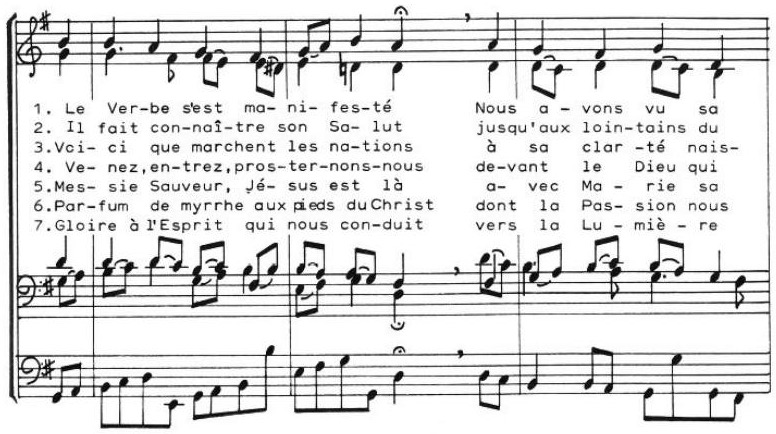 1. Le Ver-be s'est ma-ni-fes-té Nous a-vons vu sa
2. Il fait con-naî-tre son Sa-lut jusqu'aux loin-tains du
3.Voi-ci que marchent les na-tions à sa clar-té nais-
4. Ve-nez,entrez,pros-ter-nons-nous de-vant le Dieu qui
5.Mes-sie Sauveur, Jé-sus est là a-vec Ma-rie sa
6.Par-fum de myrrhe aux pieds du Christ dont la Pas-sion nous
7.Gloire à l'Esprit qui nous con-duit vers la Lu-miè-re